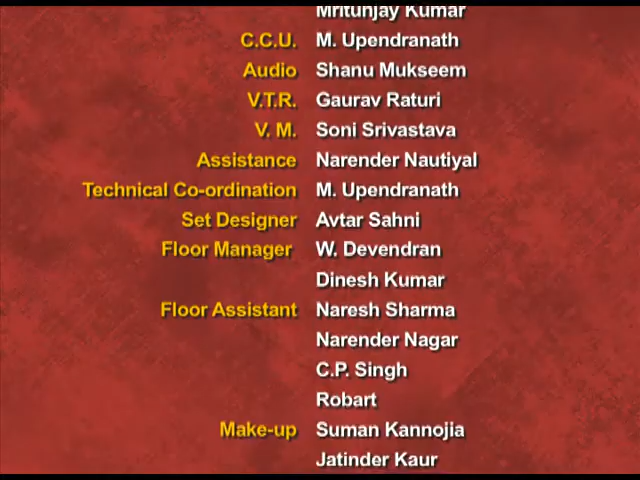 Mritunjay Kumar
C.C.U. M. Upendranath
Audio Shanu Mukseem
V.T.R. Gaurav Raturi
V. M. Soni Srivastava
Assistance Narender Nautiyal
Technical Co-ordination M. Upendranath
Set Designer Avtar Sahni
Floor Manager W. Devendran
Dinesh Kumar
Floor Assistant Naresh Sharma
Narender Nagar
C.P. Singh
Robart
Make-up Suman Kannojia
Jatinder Kaur